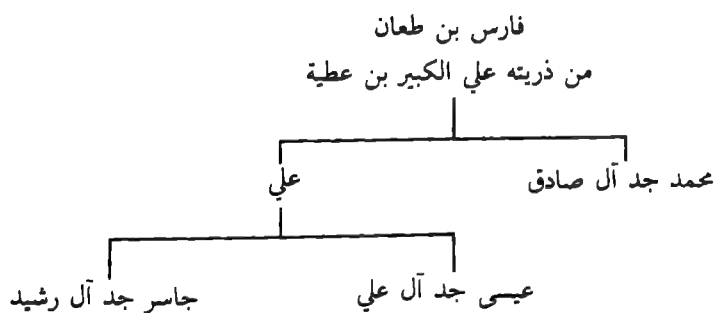 فارس بن طعان
من ذريته علي الكبير بن عطية
محمد جد آل صادق
علي
عيسى جد آل علي
جاسر جد آل رشيد